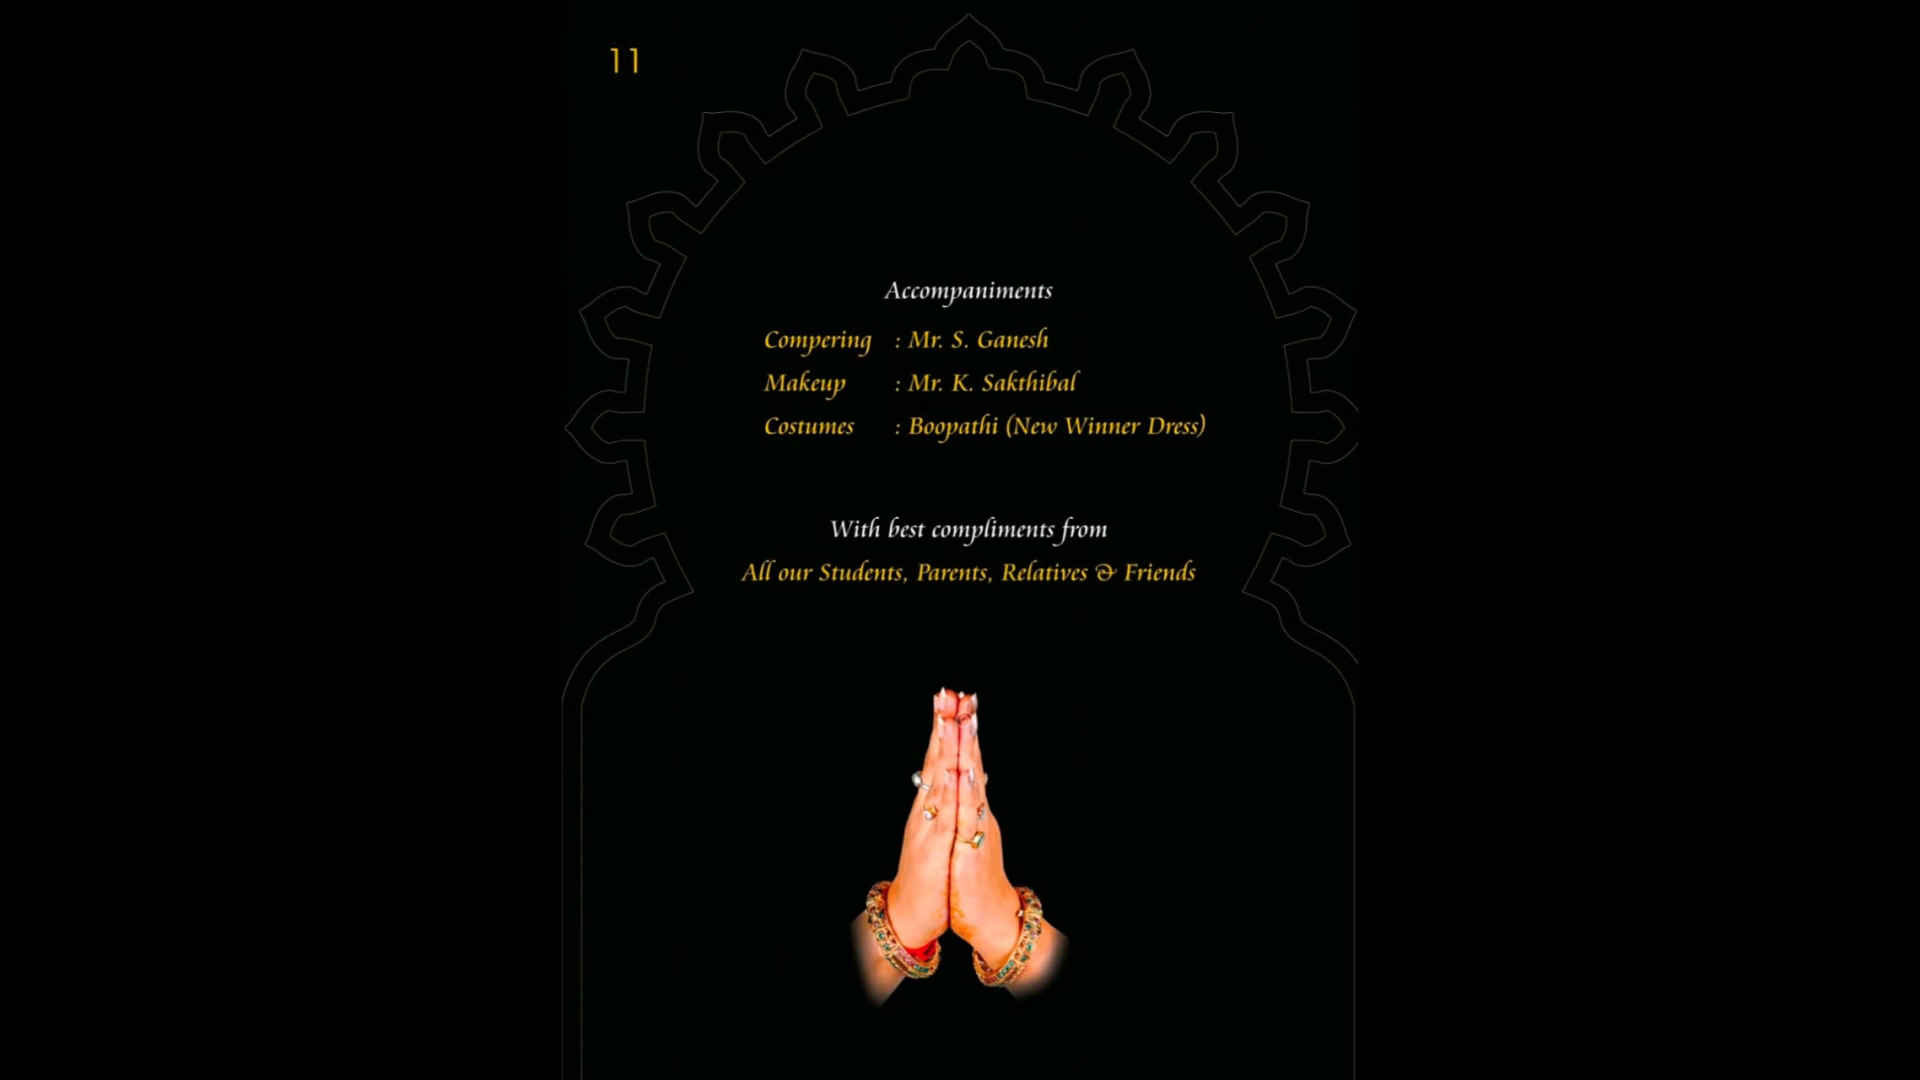 11
Accompaniments
Compering : Mr. S. Ganesh
Makeup : Mr. K. Sakthibal
Costumes : Boopathi (New Winner Dress)
With best compliments from
All our Students, Parents, Relatives & Friends